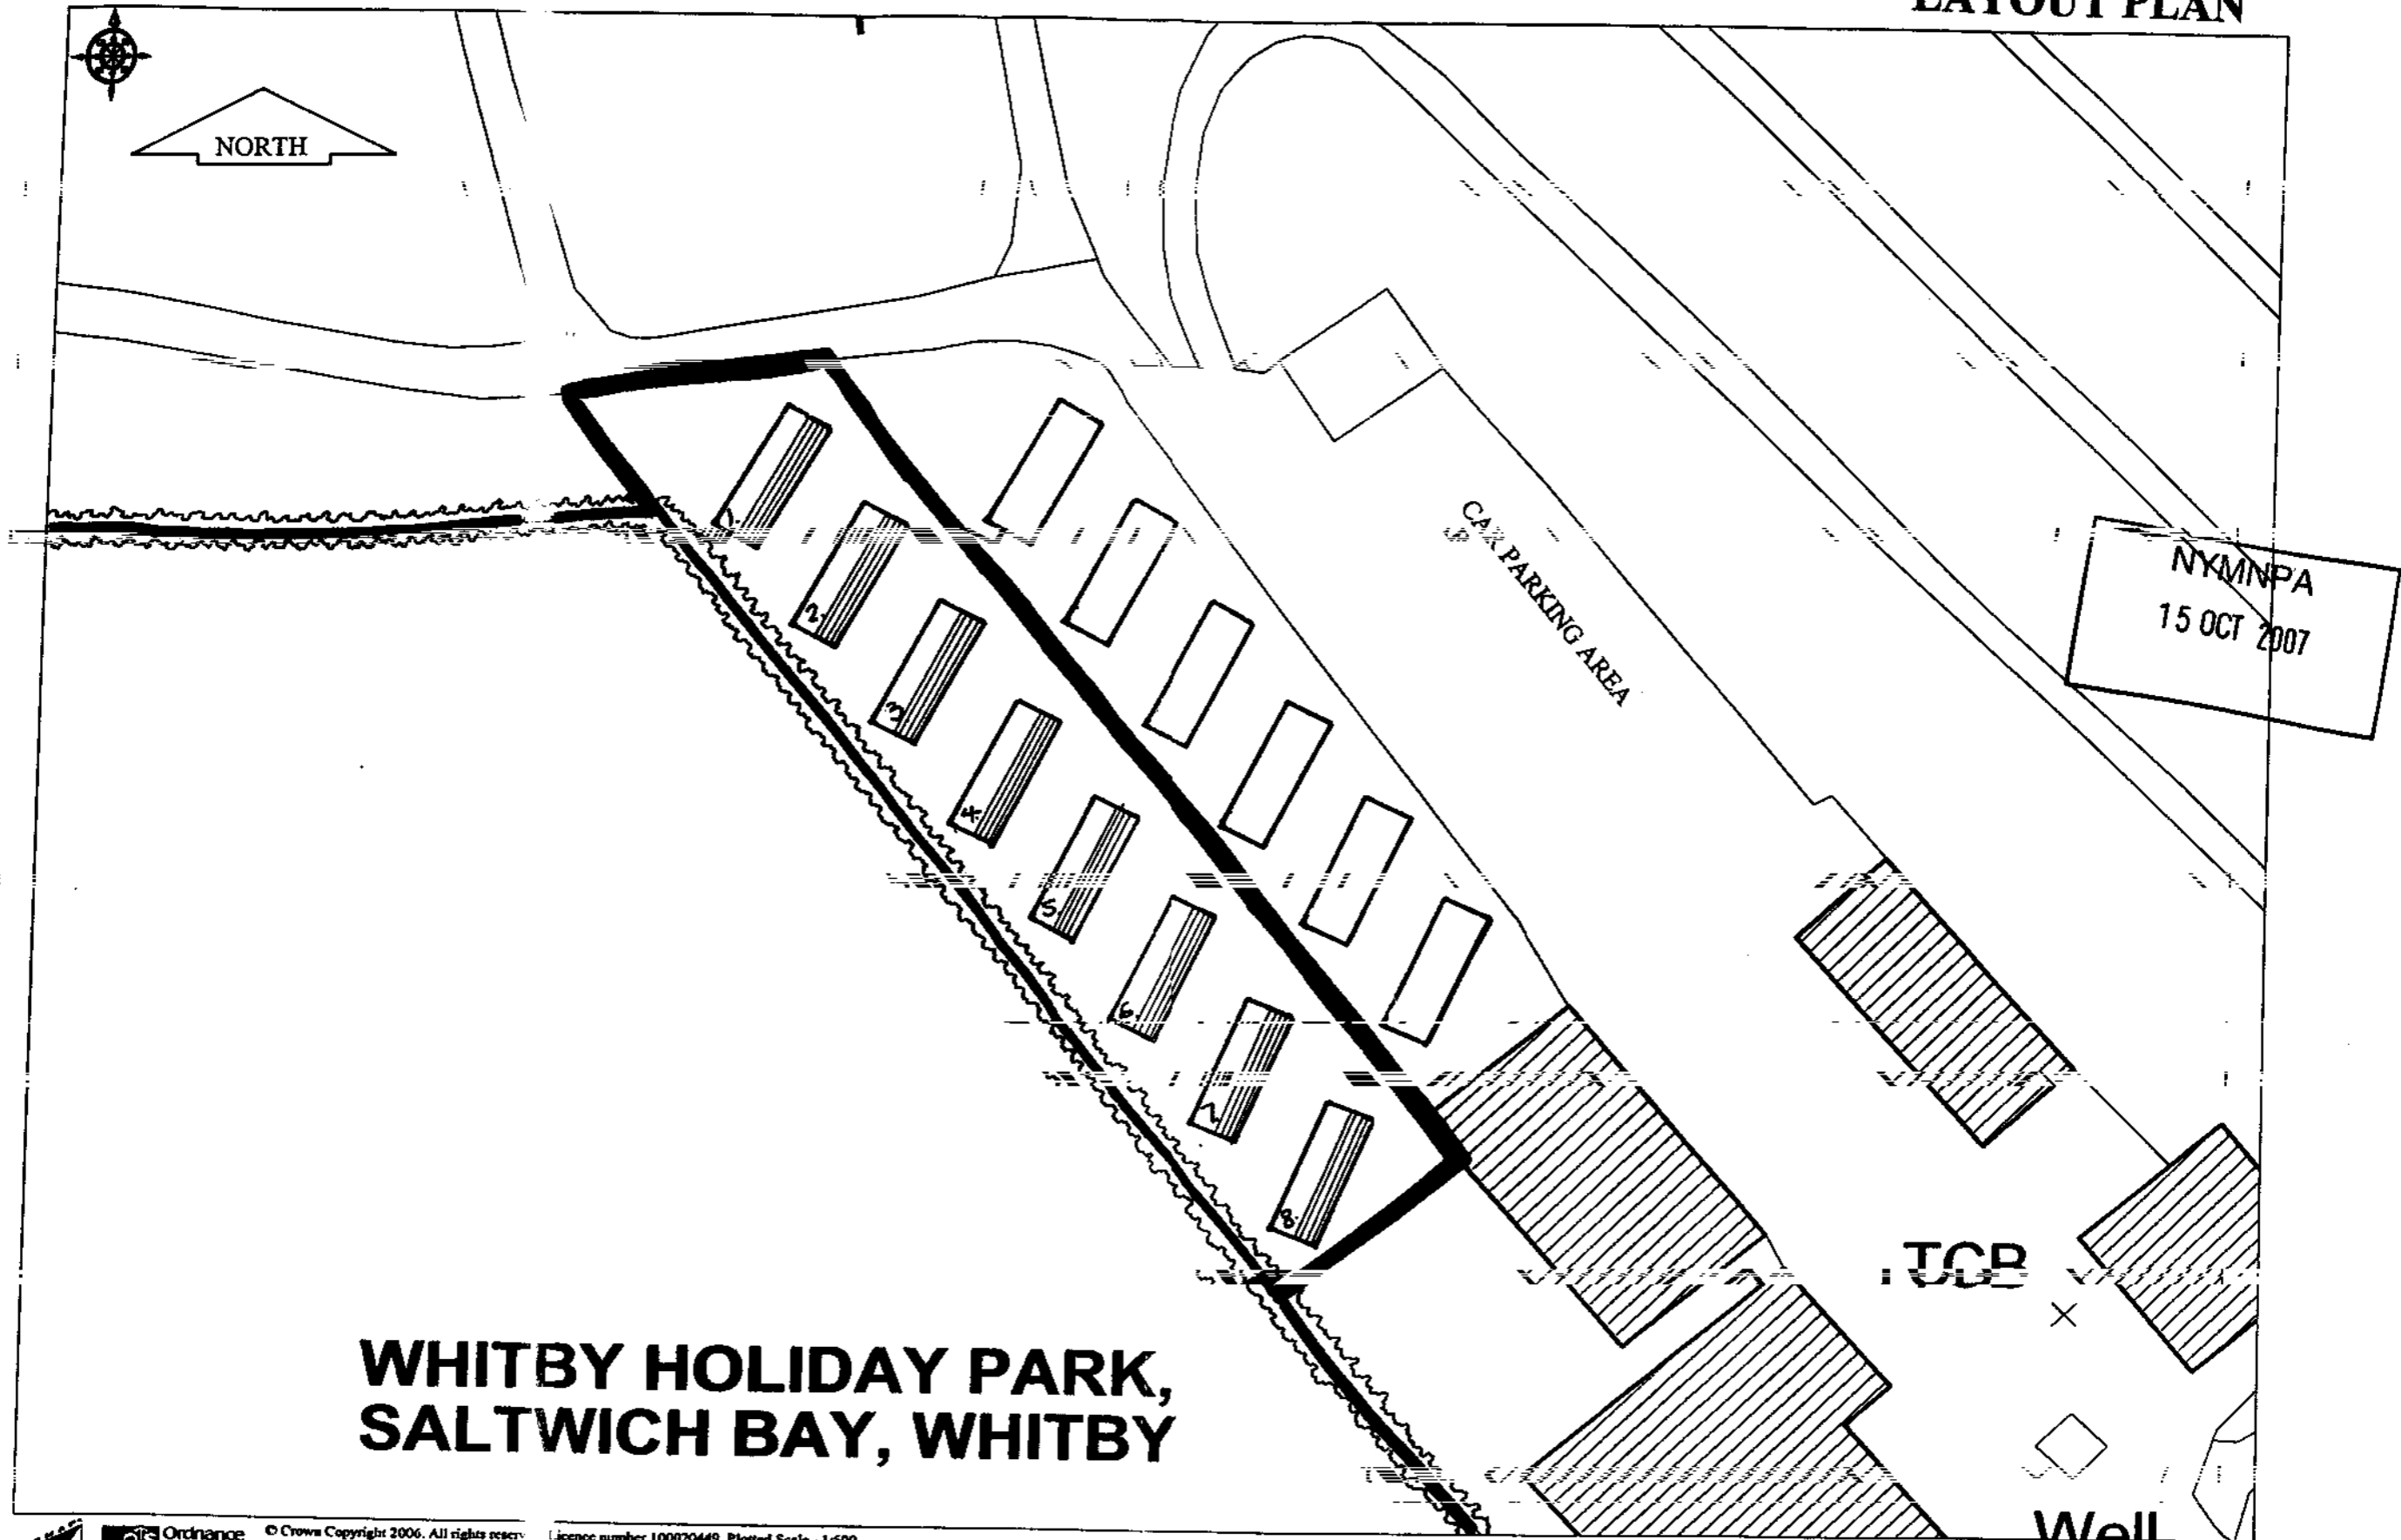 LAYOUT PLAN
NORTH
CAR PARKING AREA
NYMNPA
15 OCT 2007
1.
2.
3.
4.
5.
6.
7
8.
TCB
WHITBY HOLIDAY PARK,
SALTWICH BAY, WHITBY
Well
Ordnance
© Crown Copyright 2006. All rights reserv
Licence number 100020449. Plotted Scale - 1:500